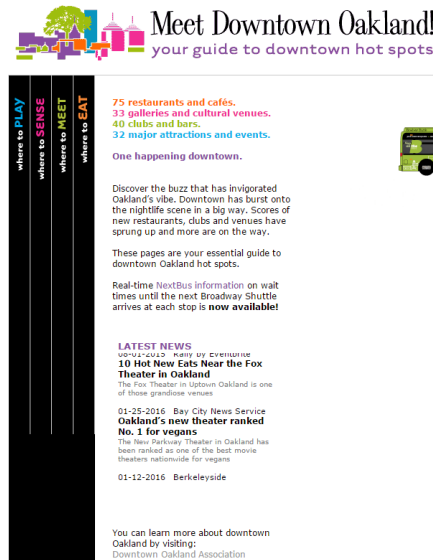 Meet Downtown Oakland!
your guide to downtown hot spots
where to PLAY
where to SENSE
where to MEET
where to EAT
75 restaurants and cafés.
33 galleries and cultural venues.
40 clubs and bars.
32 major attractions and events.
One happening downtown.
Discover the buzz that has invigorated
Oakland's vibe. Downtown has burst onto
the nightlife scene in a big way. Scores of
new restaurants, clubs and venues have
sprung up and more are on the way.
These pages are your essential guide to
downtown Oakland hot spots.
Real-time NextBus information on wait
times until the next Broadway Shuttle
arrives at each stop is now available!
LATEST NEWS
08-01-2015 Rally by Eventbrite
10 Hot New Eats Near the Fox
Theater in Oakland
The Fox Theater in Uptown Oakland is one
of those grandiose venues
01-25-2016 Bay City News Service
Oakland's new theater ranked
No. 1 for vegans
The New Parkway Theater in Oakland has
been ranked as one of the best movie
theaters nationwide for vegans
01-12-2016 Berkeleyside
You can learn more about downtown
Oakland by visiting:
Downtown Oakland Association